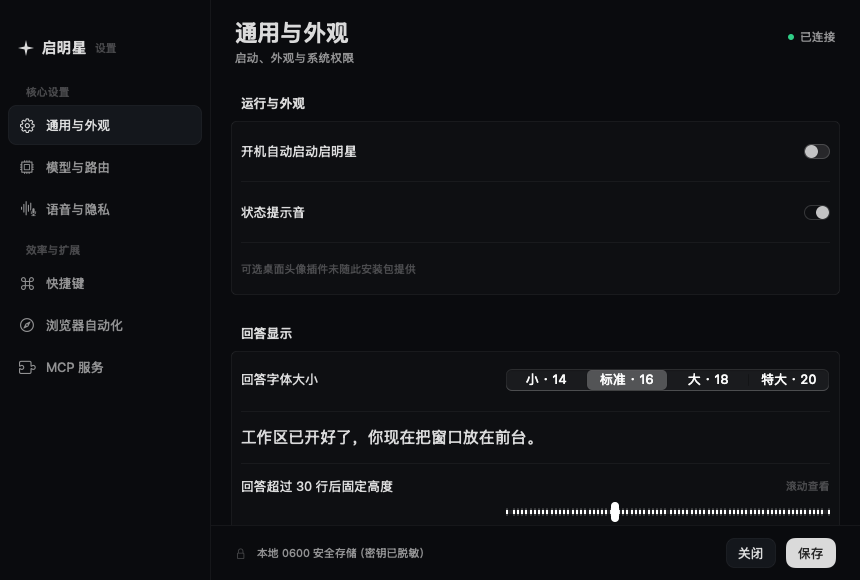 启明星 设置
核心设置
通用与外观
模型与路由
语音与隐私
效率与扩展
快捷键
浏览器自动化
MCP 服务
通用与外观
启动、外观与系统权限
已连接
运行与外观
开机自动启动启明星
状态提示音
可选桌面头像插件未随此安装包提供
回答显示
回答字体大小
小 · 14 标准 · 16 大 · 18 特大 · 20
工作区已开好了，你现在把窗口放在前台。
回答超过 30 行后固定高度 滚动查看
本地 0600 安全存储 (密钥已脱敏)
关闭 保存